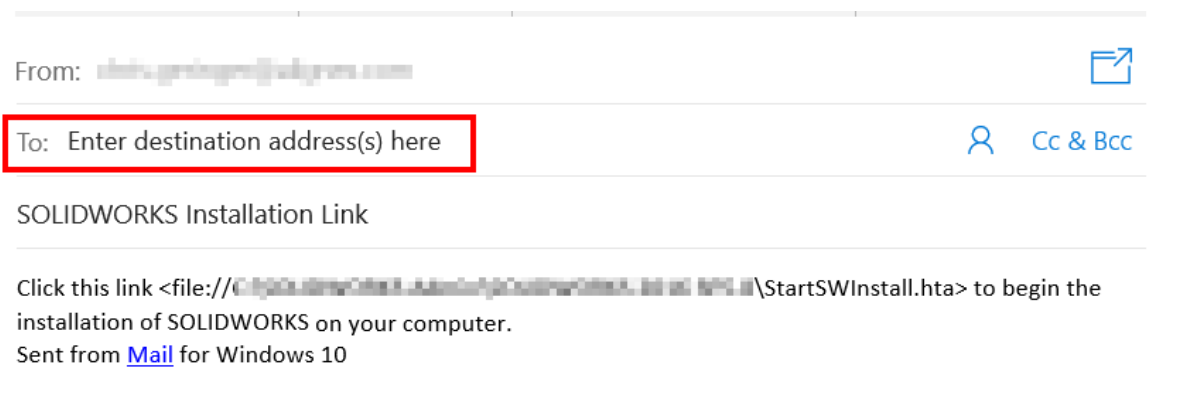 From:
To: Enter destination address(s) here
Cc & Bcc
SOLIDWORKS Installation Link
Click this link <file:// \StartSWInstall.hta> to begin the
installation of SOLIDWORKS on your computer.
Sent from Mail for Windows 10